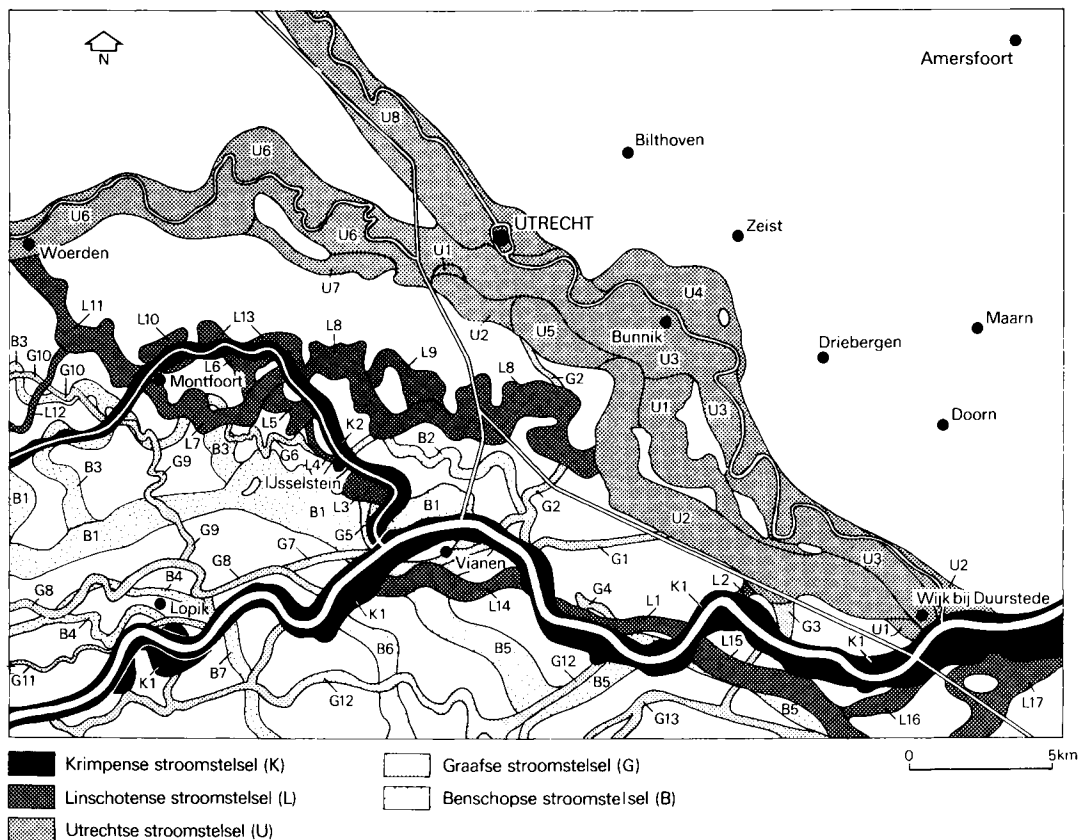 N
Amersfoort
U8
Bilthoven
U6
U6
UTRECHT
Zeist
U6
Woerden
U1
U4
U7
L11
L10
L13
L8
U2
U5
Bunnik
Maarn
B3
G10
L6
L9
L8
U3
Driebergen
G10
Montfoort
G2
U1
U3
L12
L5
K2
Doorn
L7
B3
G6
L4
B2
B3
G9
IJsselstein
B1
B1
L3
B1
G2
U2
B1
G9
G5
G7
G8
Vianen
G1
U3
U2
G8
B4
G4
K1
L2
Wijk bij Duurstede
Lopik
K1
L14
L1
G3
U1
B4
K1
B6
B5
L15
G11
K1
B7
G12
G12
B5
B5
L17
G13
L16
0 5km
Krimpense stroomstelsel (K)
Graafse stroomstelsel (G)
Linschotense stroomstelsel (L)
Benschopse stroomstelsel (B)
Utrechtse stroomstelsel (U)